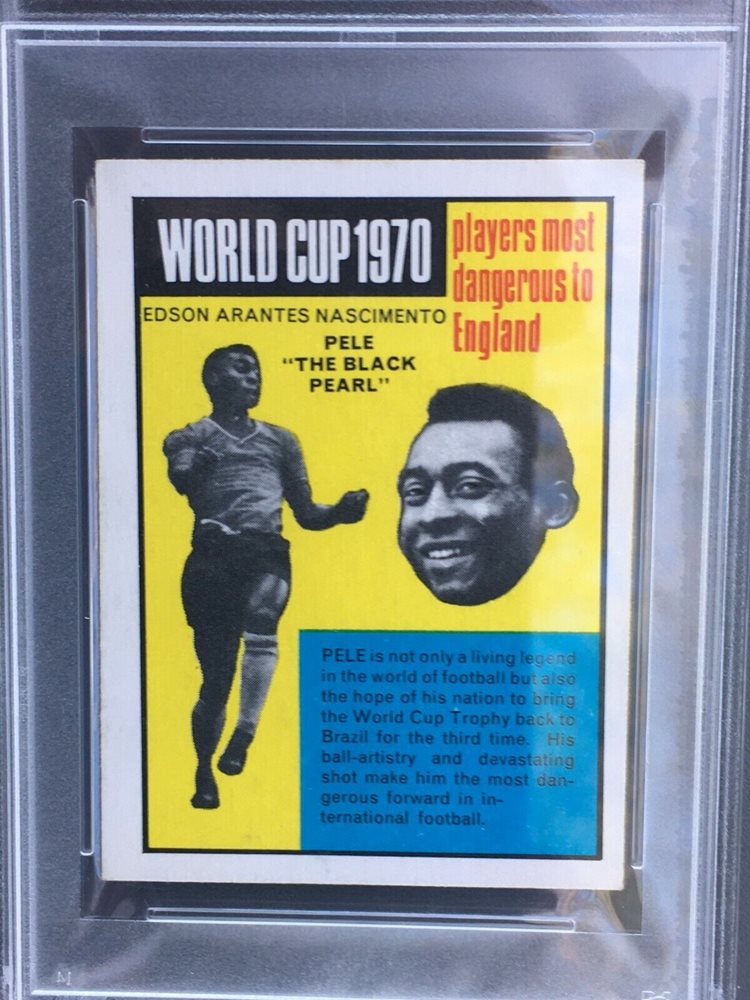 WORLD CUP 1970
players most
dangerous to
England
EDSON ARANTES NASCIMENTO
PELE
“THE BLACK
PEARL”
PELE is not only a living legend
in the world of football but also
the hope of his nation to bring
the World Cup Trophy back to
Brazil for the third time. His
ball-artistry and devastating
shot make him the most dan-
gerous forward in in-
ternational football.